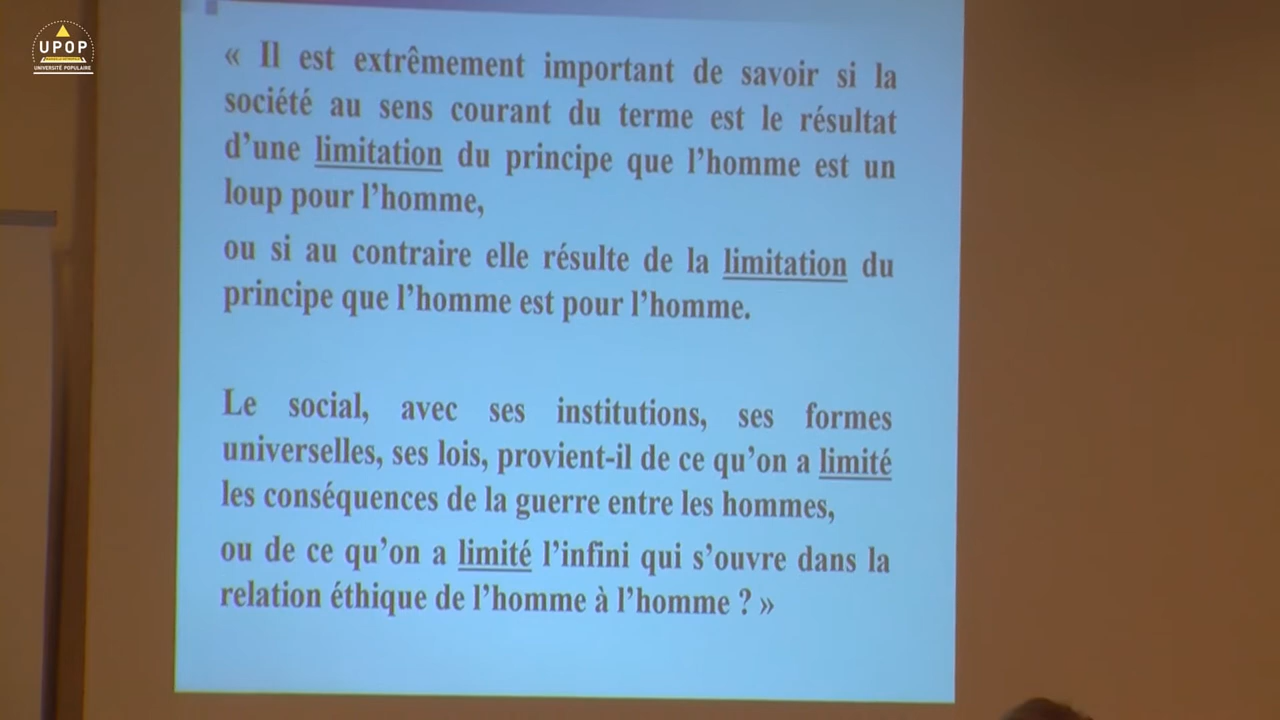 UPOP
UNIVERSITÉ POPULAIRE
« Il est extrêmement important de savoir si la
société au sens courant du terme est le résultat
d’une limitation du principe que l’homme est un
loup pour l’homme,
ou si au contraire elle résulte de la limitation du
principe que l’homme est pour l’homme.
Le social, avec ses institutions, ses formes
universelles, ses lois, provient-il de ce qu’on a limité
les conséquences de la guerre entre les hommes,
ou de ce qu’on a limité l’infini qui s’ouvre dans la
relation éthique de l’homme à l’homme ? »